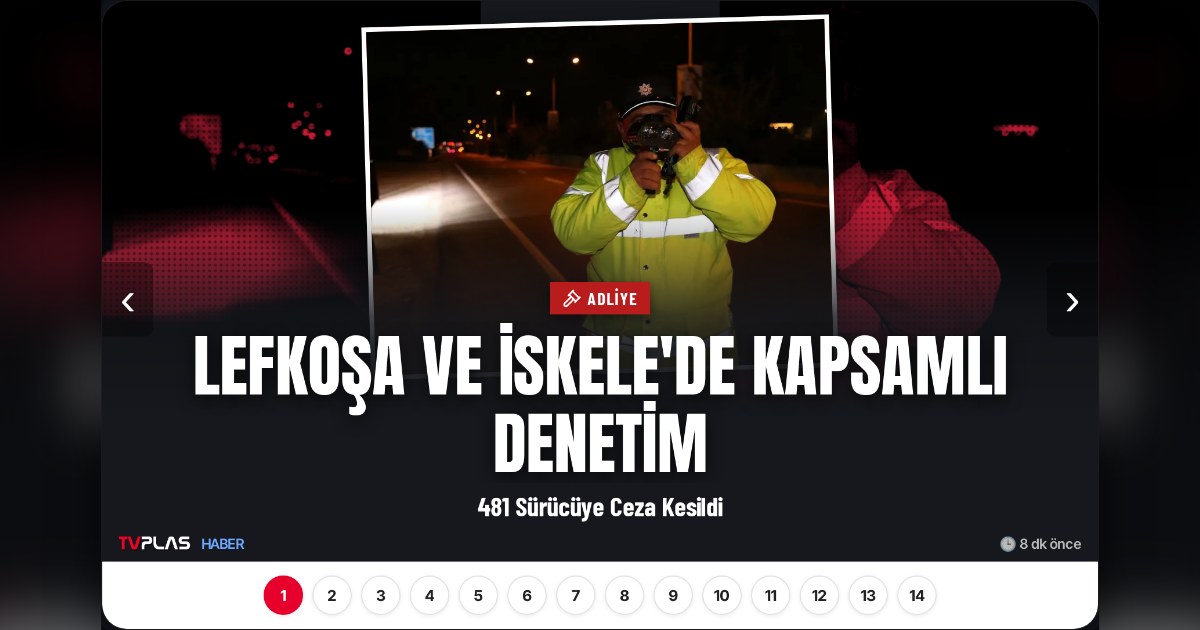 ADLİYE
LEFKOŞA VE İSKELE'DE KAPSAMLI
DENETİM
481 Sürücüye Ceza Kesildi
TVPLAS HABER
8 dk önce
‹
›
1 2 3 4 5 6 7 8 9 10 11 12 13 14